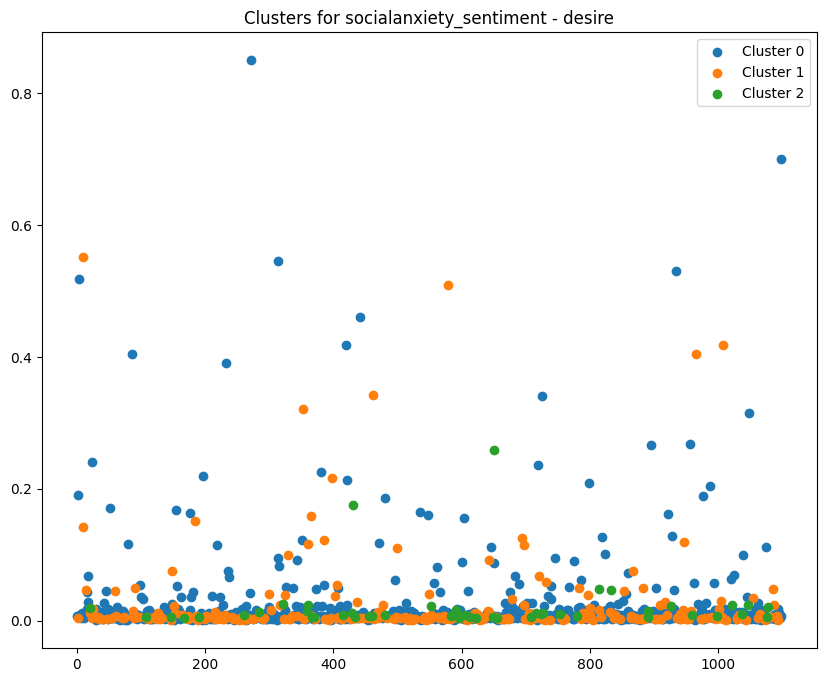 Clusters for socialanxiety_sentiment - desire
Cluster 0
Cluster 1
Cluster 2
0.8
0.6
0.4
0.2
0.0
0 200 400 600 800 1000